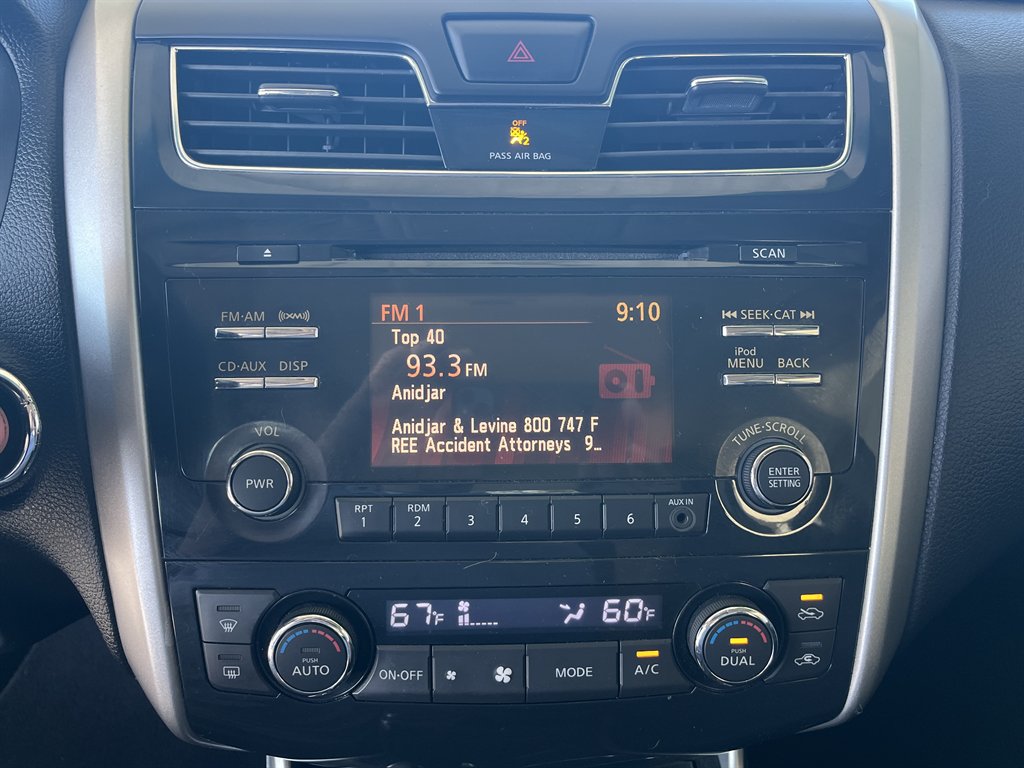 OFF
2
PASS AIR BAG
SCAN
FM·AM
((XM))
FM 1
9:10
SEEK·CAT
Top 40
93.3 FM
CD·AUX DISP
iPod
MENU BACK
Anidjar
Anidjar & Levine 800 747 F
REE Accident Attorneys 9…
VOL
PWR
TUNE·SCROLL
ENTER
SETTING
RPT
1
RDM
2
3
4
5
6
AUX IN
67°F
60°F
PUSH
AUTO
ON·OFF
MODE
A/C
PUSH
DUAL